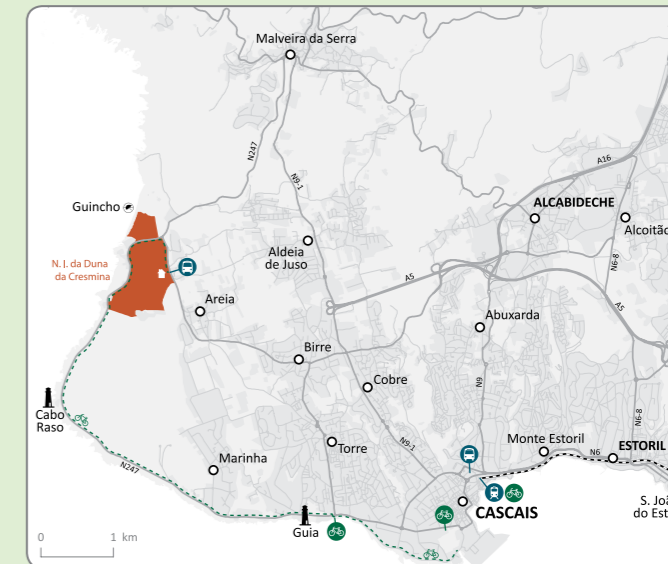 Malveira da Serra
N247
A16
N9-1
ALCABIDECHE
Guincho
Alcoitão
Aldeia
de Juso
N. I. da Duna
da Cresmina
N6-8
A5
A5
Areia
Abuxarda
Birre
Cobre
N9
Cabo
Raso
N6-8
N9-1
Monte Estoril
N6
ESTORIL
Torre
Marinha
N247
S. Joã
do Est
CASCAIS
Guia
0 1 km